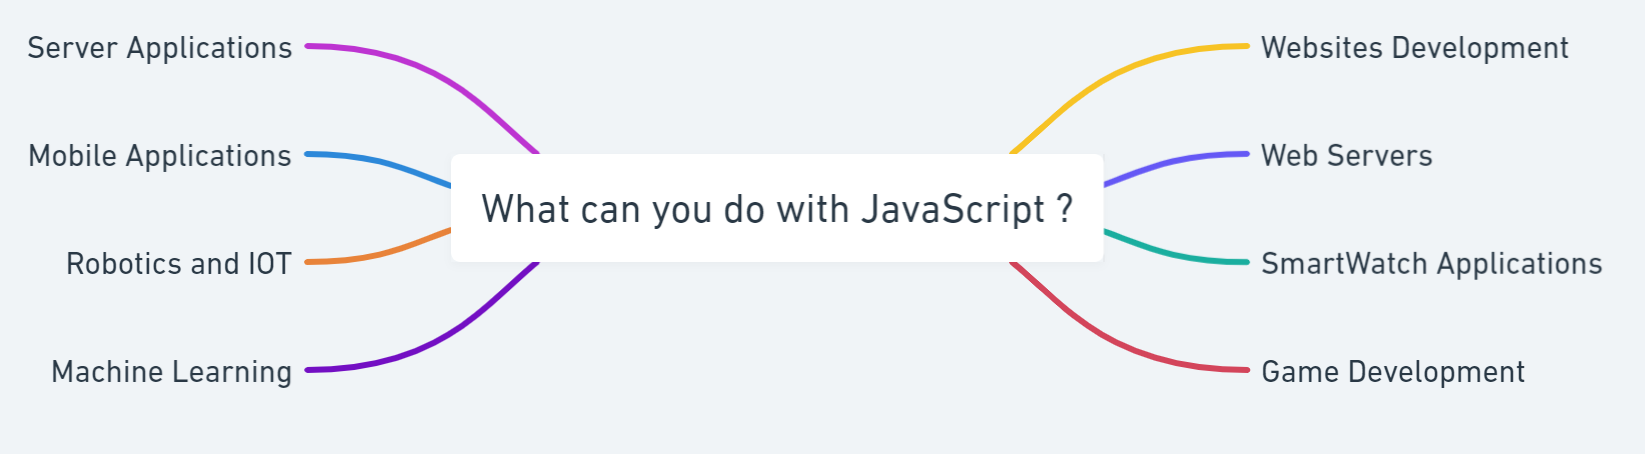 Server Applications
Mobile Applications
Robotics and IOT
Machine Learning
What can you do with JavaScript ?
Websites Development
Web Servers
SmartWatch Applications
Game Development